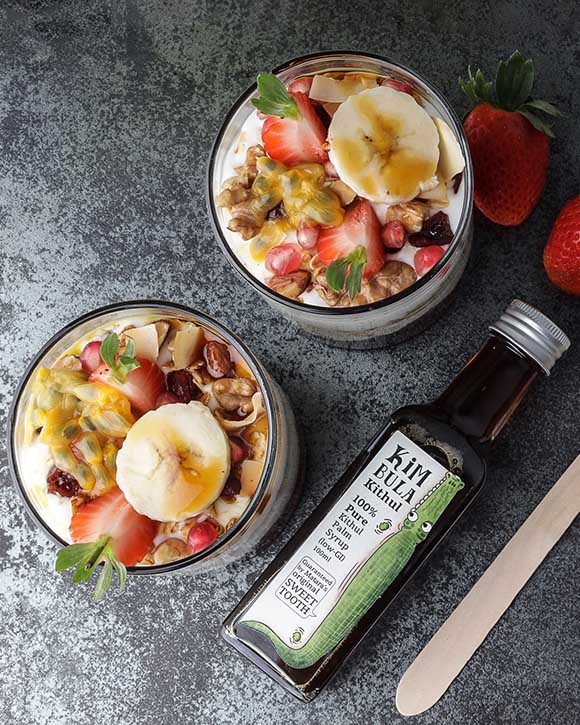 KiM
BULA
Kithul
100%
Pure
Kithul
Palm
Syrup
(low-GI)
100ml
Guaranteed
by Nature's
original
SWEET
TOOTH